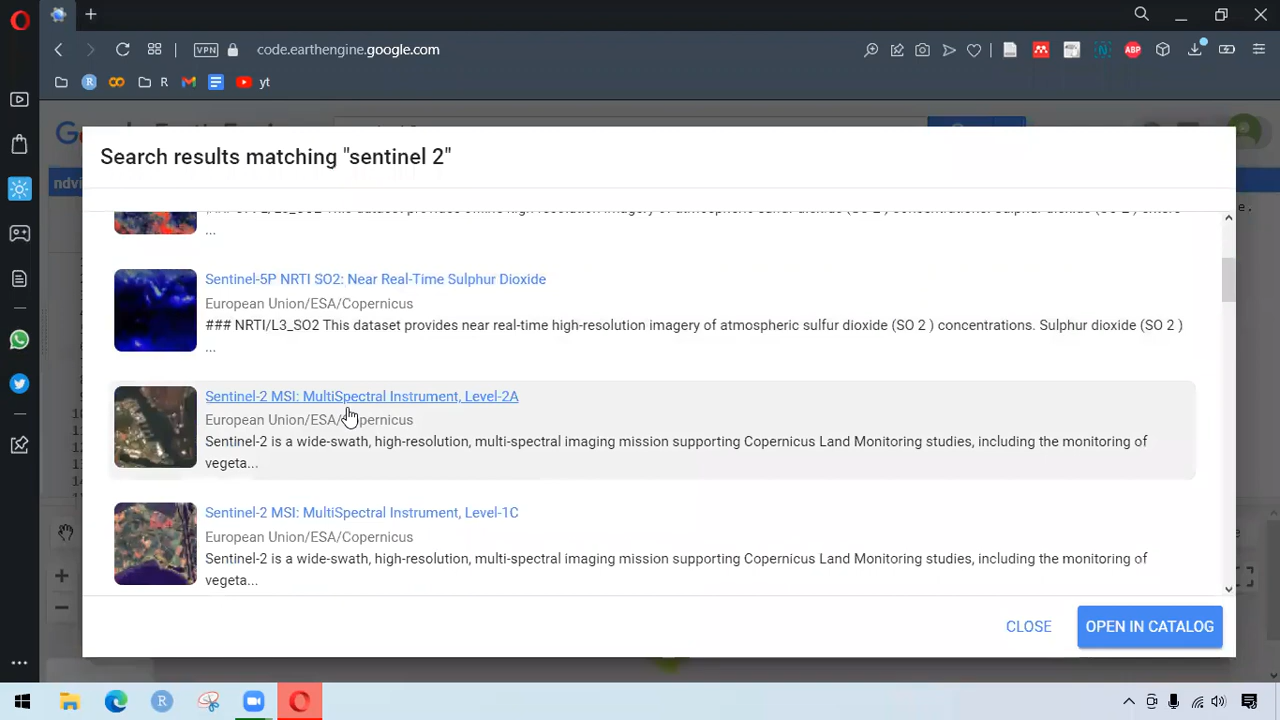 VPN
code.earthengine.google.com
ABP
R
R
M
yt
Search results matching "sentinel 2"
...
Sentinel-5P NRTI SO2: Near Real-Time Sulphur Dioxide
European Union/ESA/Copernicus
### NRTI/L3_SO2 This dataset provides near real-time high-resolution imagery of atmospheric sulfur dioxide (SO 2 ) concentrations. Sulphur dioxide (SO 2 )
...
Sentinel-2 MSI: MultiSpectral Instrument, Level-2A
European Union/ESA/Copernicus
Sentinel-2 is a wide-swath, high-resolution, multi-spectral imaging mission supporting Copernicus Land Monitoring studies, including the monitoring of
vegeta...
Sentinel-2 MSI: MultiSpectral Instrument, Level-1C
European Union/ESA/Copernicus
Sentinel-2 is a wide-swath, high-resolution, multi-spectral imaging mission supporting Copernicus Land Monitoring studies, including the monitoring of
vegeta...
CLOSE
OPEN IN CATALOG
R